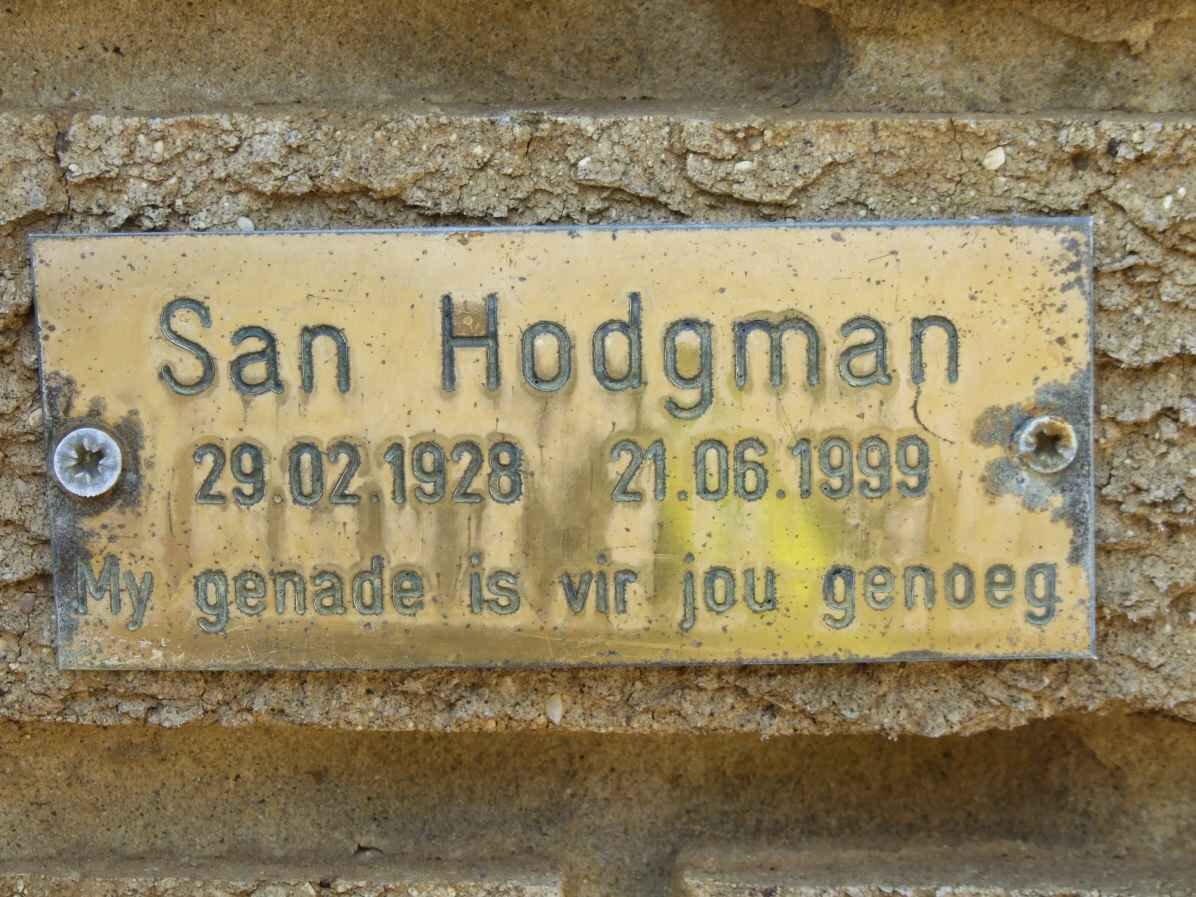 San Hodgman
29.02.1928 21.06.1999
My genade is vir jou genoeg